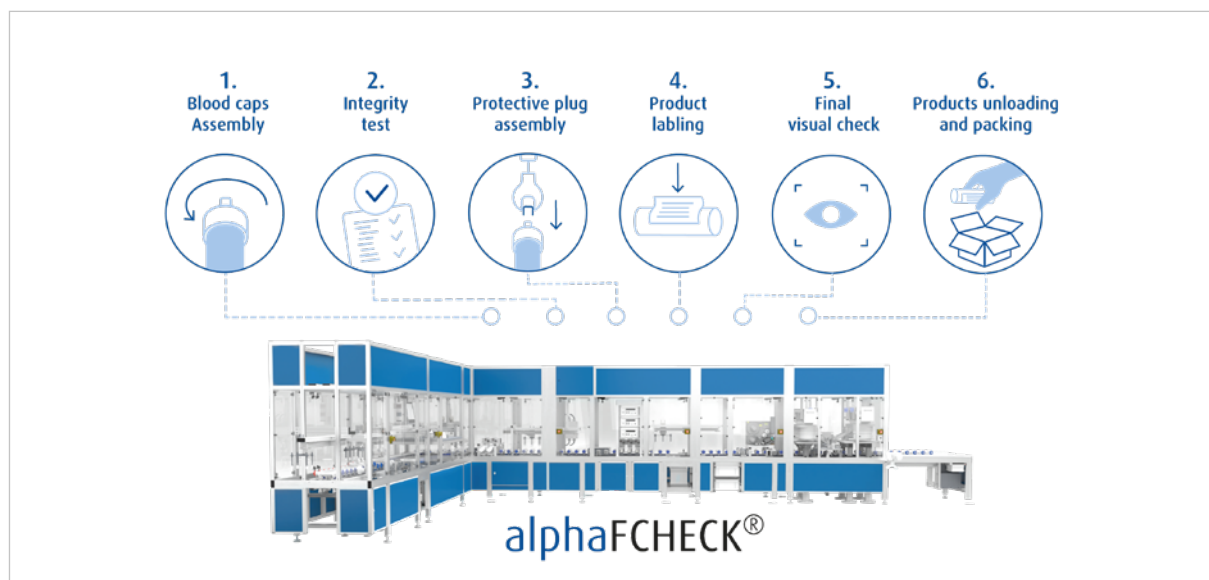 1.
Blood caps
Assembly
2.
Integrity
test
3.
Protective plug
assembly
4.
Product
labling
5.
Final
visual check
6.
Products unloading
and packing
alphaFCHECK®